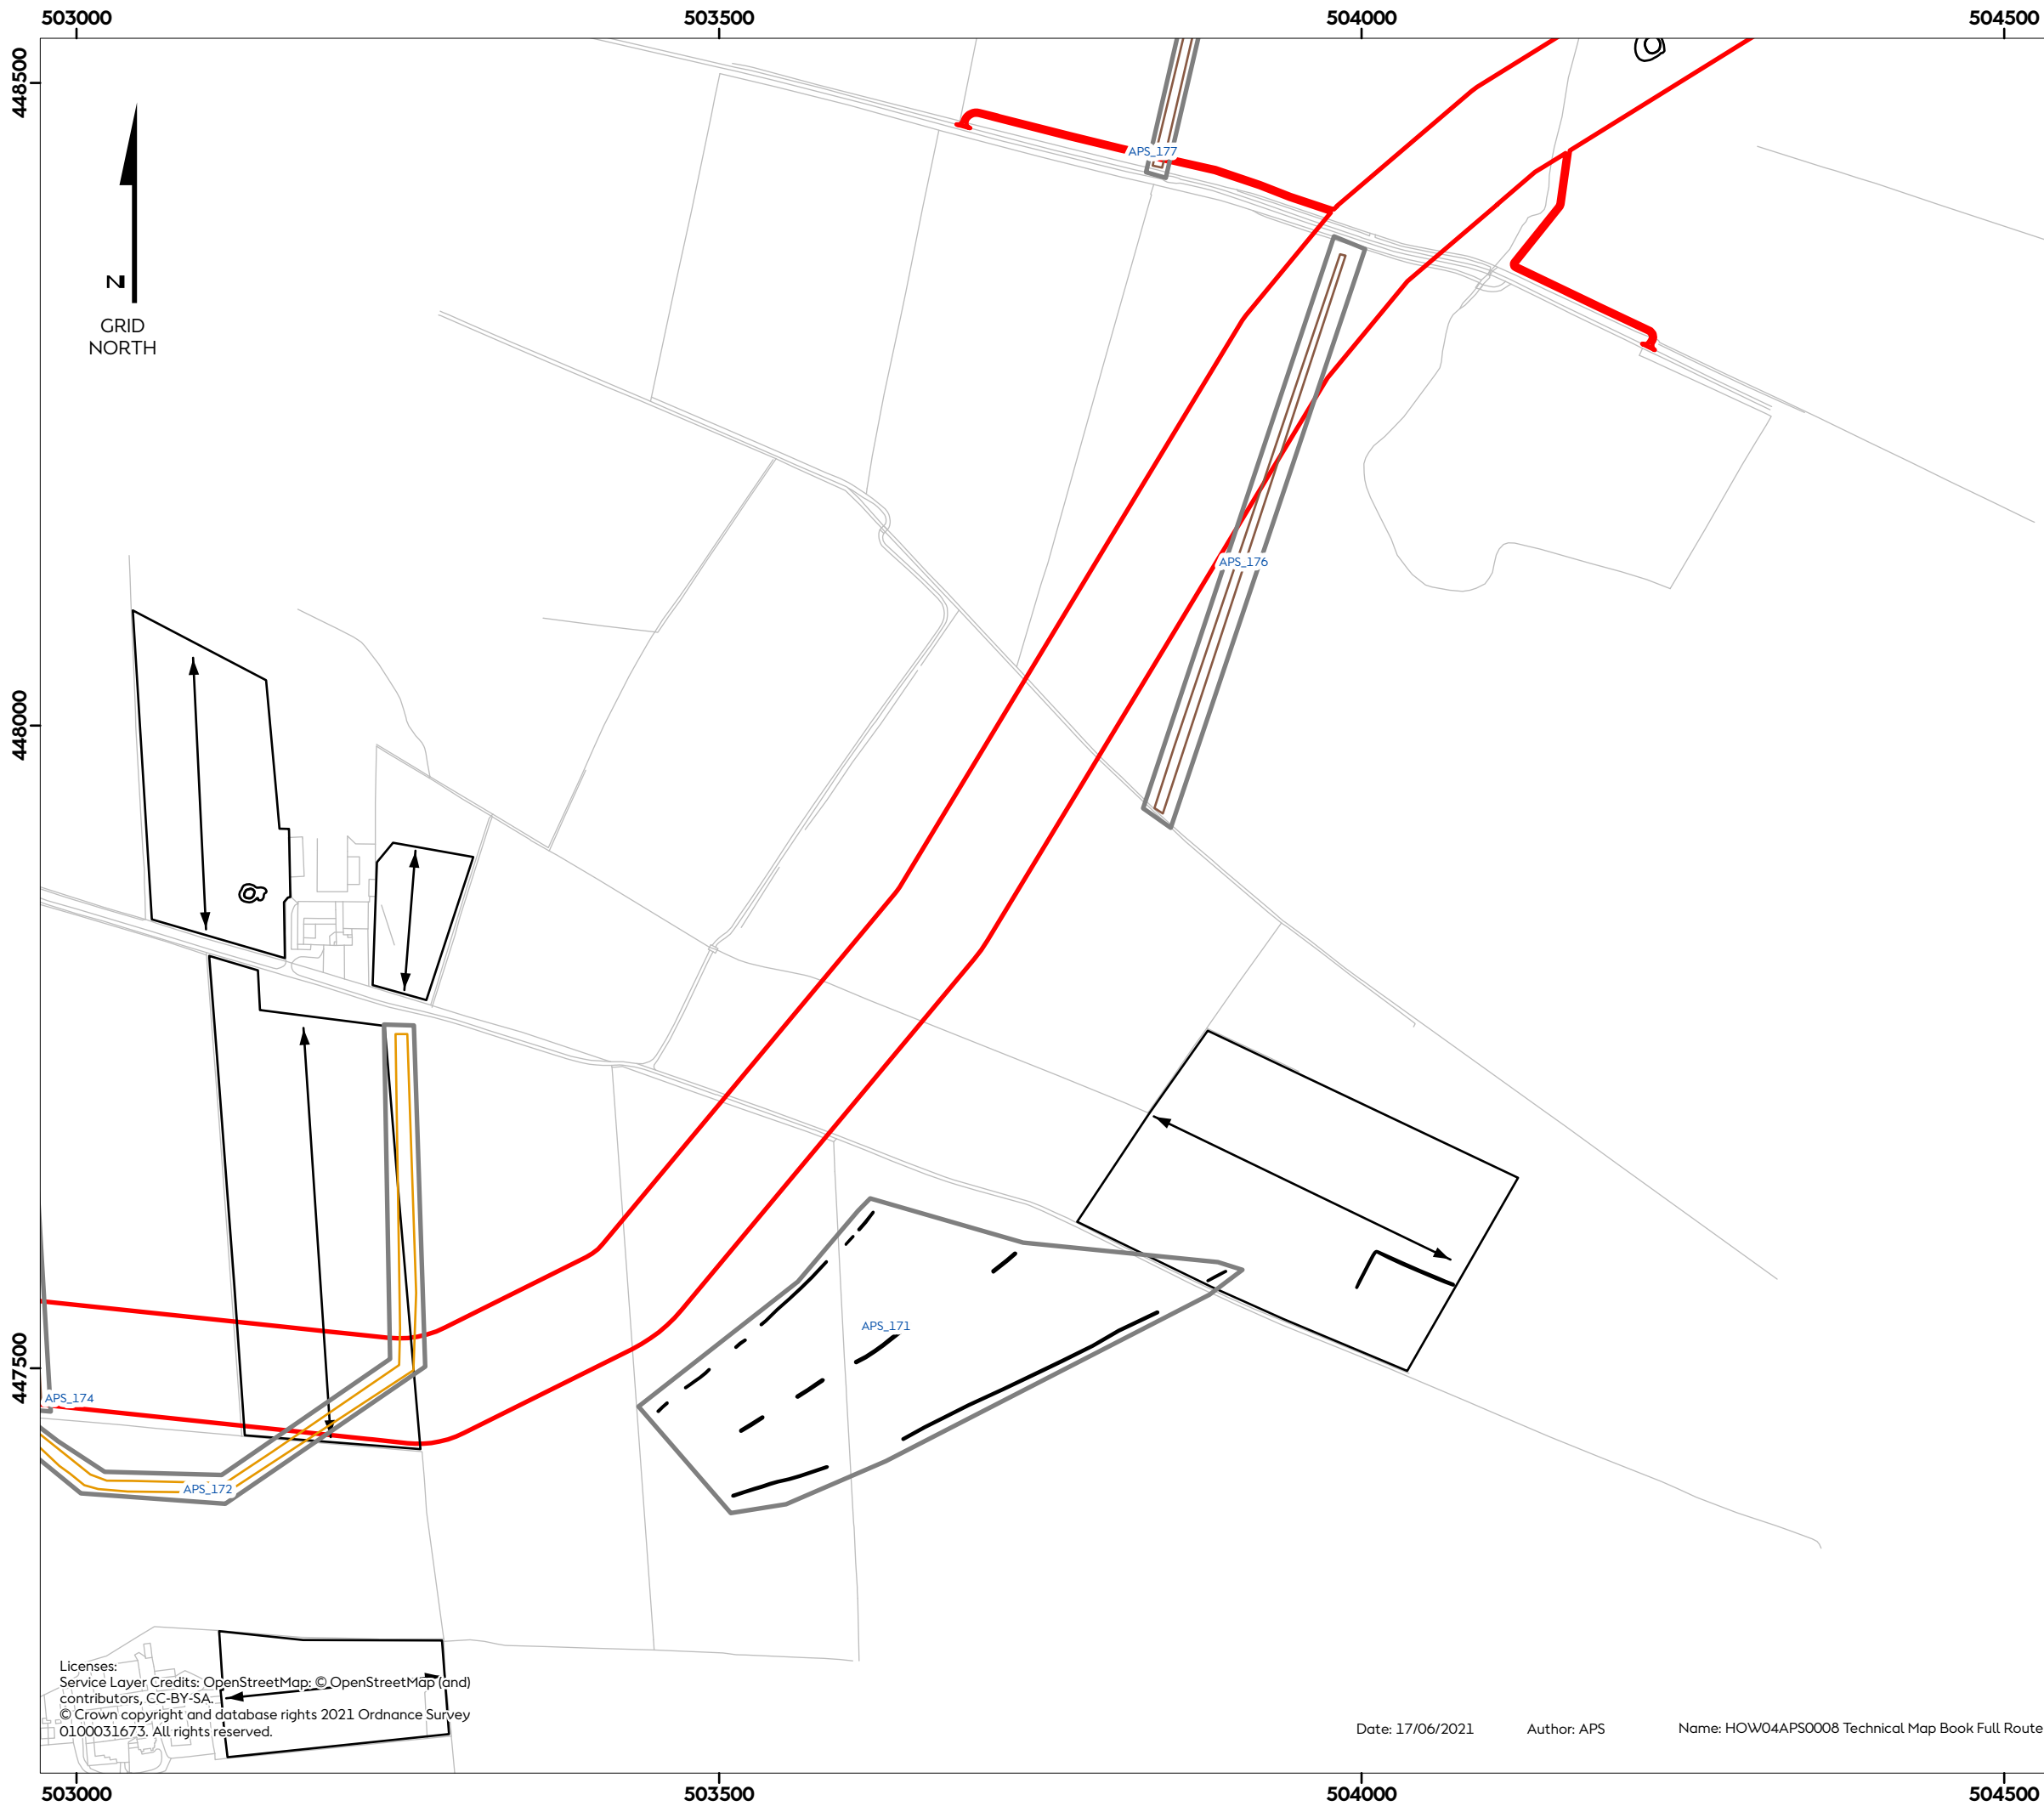 503000 503500 504000 504500
448500
N
GRID
NORTH
APS_177
APS_176
448000
APS_171
447500
APS_174
APS_172
Licenses:
Service Layer Credits: OpenStreetMap: © OpenStreetMap (and)
contributors, CC-BY-SA.
© Crown copyright and database rights 2021 Ordnance Survey
0100031673. All rights reserved.
Date: 17/06/2021 Author: APS Name: HOW04APS0008 Technical Map Book Full Route
503000 503500 504000 504500